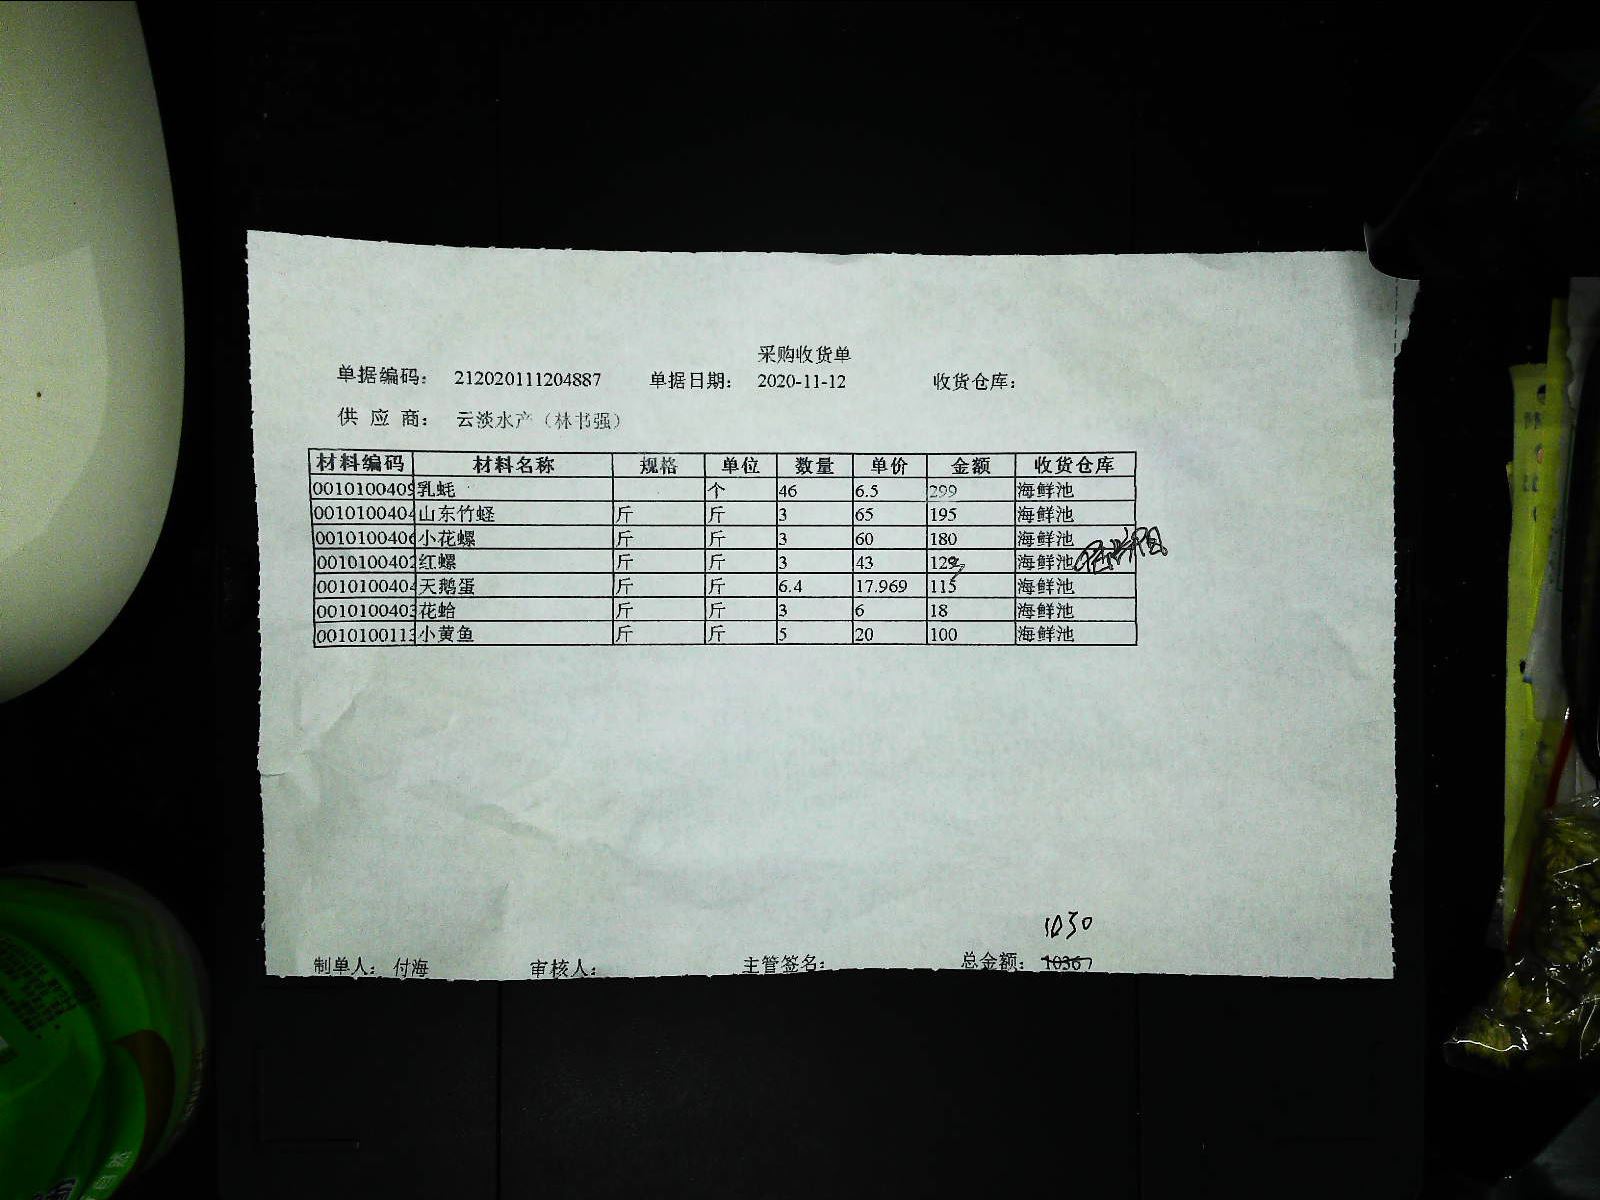 采购收货单
单据编码： 212020111204887 单据日期： 2020-11-12 收货仓库：
供 应 商： 云淡水产（林书强）
材料编码 材料名称 规格 单位 数量 单价 金额 收货仓库
0010100409 乳蚝 个 46 6.5 299 海鲜池
0010100404 山东竹蛏 斤 斤 3 65 195 海鲜池
0010100406 小花螺 斤 斤 3 60 180 海鲜池
0010100402 红螺 斤 斤 3 43 129 海鲜池
0010100404 天鹅蛋 斤 斤 6.4 17.969 115 海鲜池
0010100403 花蛤 斤 斤 3 6 18 海鲜池
0010100113 小黄鱼 斤 斤 5 20 100 海鲜池
1030
制单人： 付海 审核人： 主管签名： 总金额： 1036